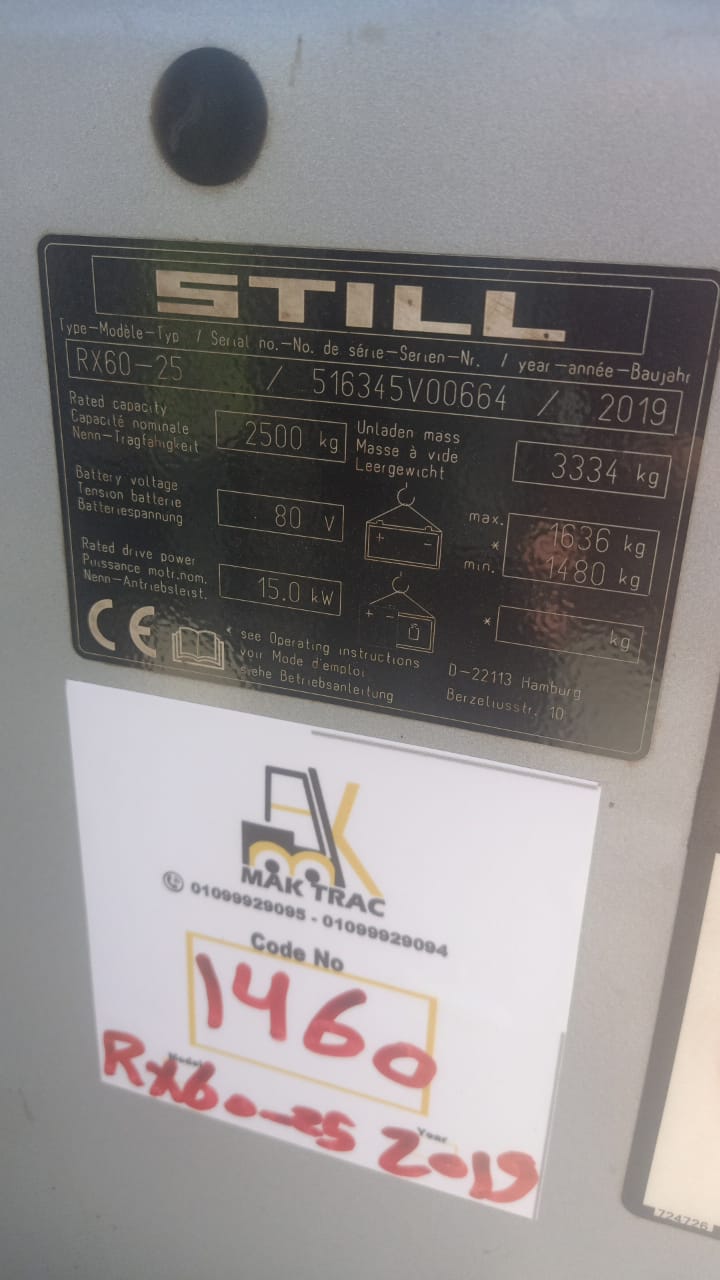 STILL
Type-Modèle-Typ / Serial no.-No. de série-Serien-Nr. / year-année-Baujahr
RX60-25 / 516345V00664 / 2019
Rated capacity
Capacité nominale
Nenn-Tragfähigkeit
2500 kg
Unladen mass
Masse à vide
Leergewicht
3334 kg
Battery voltage
Tension batterie
Batteriespannung
80 V
+ -
max. 1636 kg
*
min. 1480 kg
Rated drive power
Puissance motr.nom.
Nenn-Antriebsleist.
15.0 kW
+ -
* kg
CE
* see Operating instructions
voir Mode d'emploi
siehe Betriebsanleitung
D-22113 Hamburg
Berzeliusstr. 10
MAK TRAC
01099929095 - 01099929094
Code No
1460
Model
RX60-25
Year
2019
724726